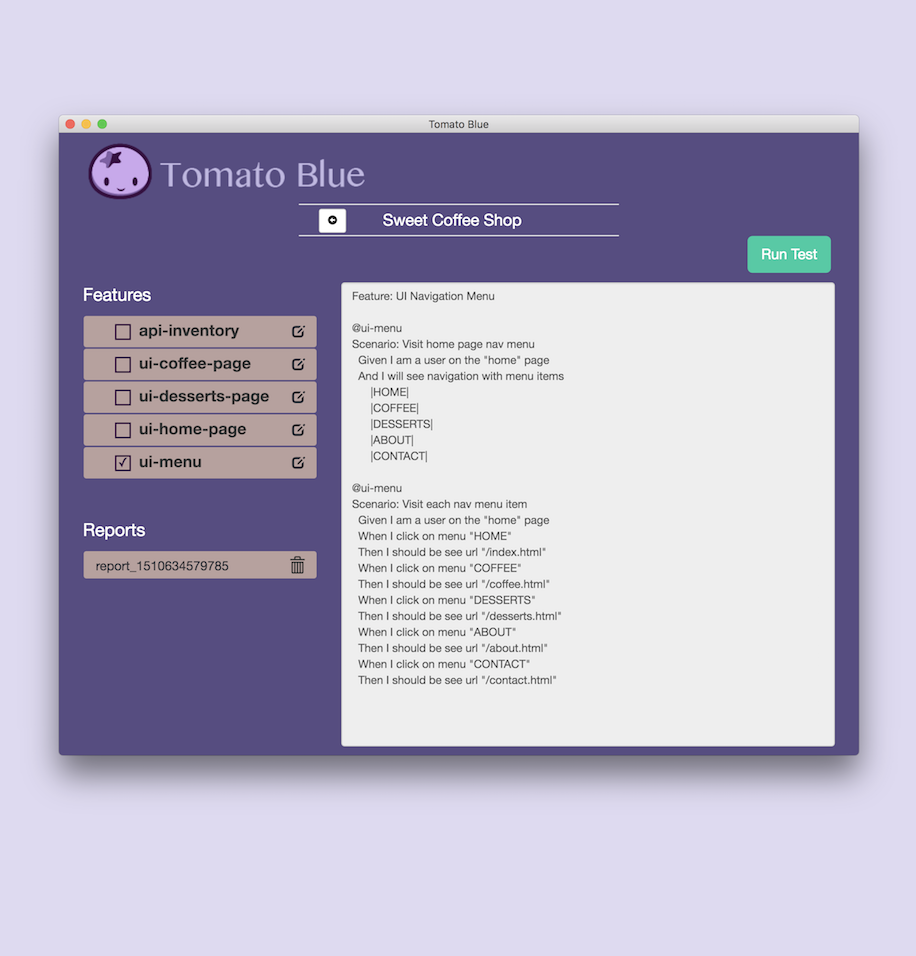 Tomato Blue
Tomato Blue
Sweet Coffee Shop
Run Test
Features
api-inventory
ui-coffee-page
ui-desserts-page
ui-home-page
ui-menu
Reports
report_1510634579785
Feature: UI Navigation Menu
@ui-menu
Scenario: Visit home page nav menu
Given I am a user on the "home" page
And I will see navigation with menu items
|HOME|
|COFFEE|
|DESSERTS|
|ABOUT|
|CONTACT|
@ui-menu
Scenario: Visit each nav menu item
Given I am a user on the "home" page
When I click on menu "HOME"
Then I should be see url "/index.html"
When I click on menu "COFFEE"
Then I should be see url "/coffee.html"
When I click on menu "DESSERTS"
Then I should be see url "/desserts.html"
When I click on menu "ABOUT"
Then I should be see url "/about.html"
When I click on menu "CONTACT"
Then I should be see url "/contact.html"